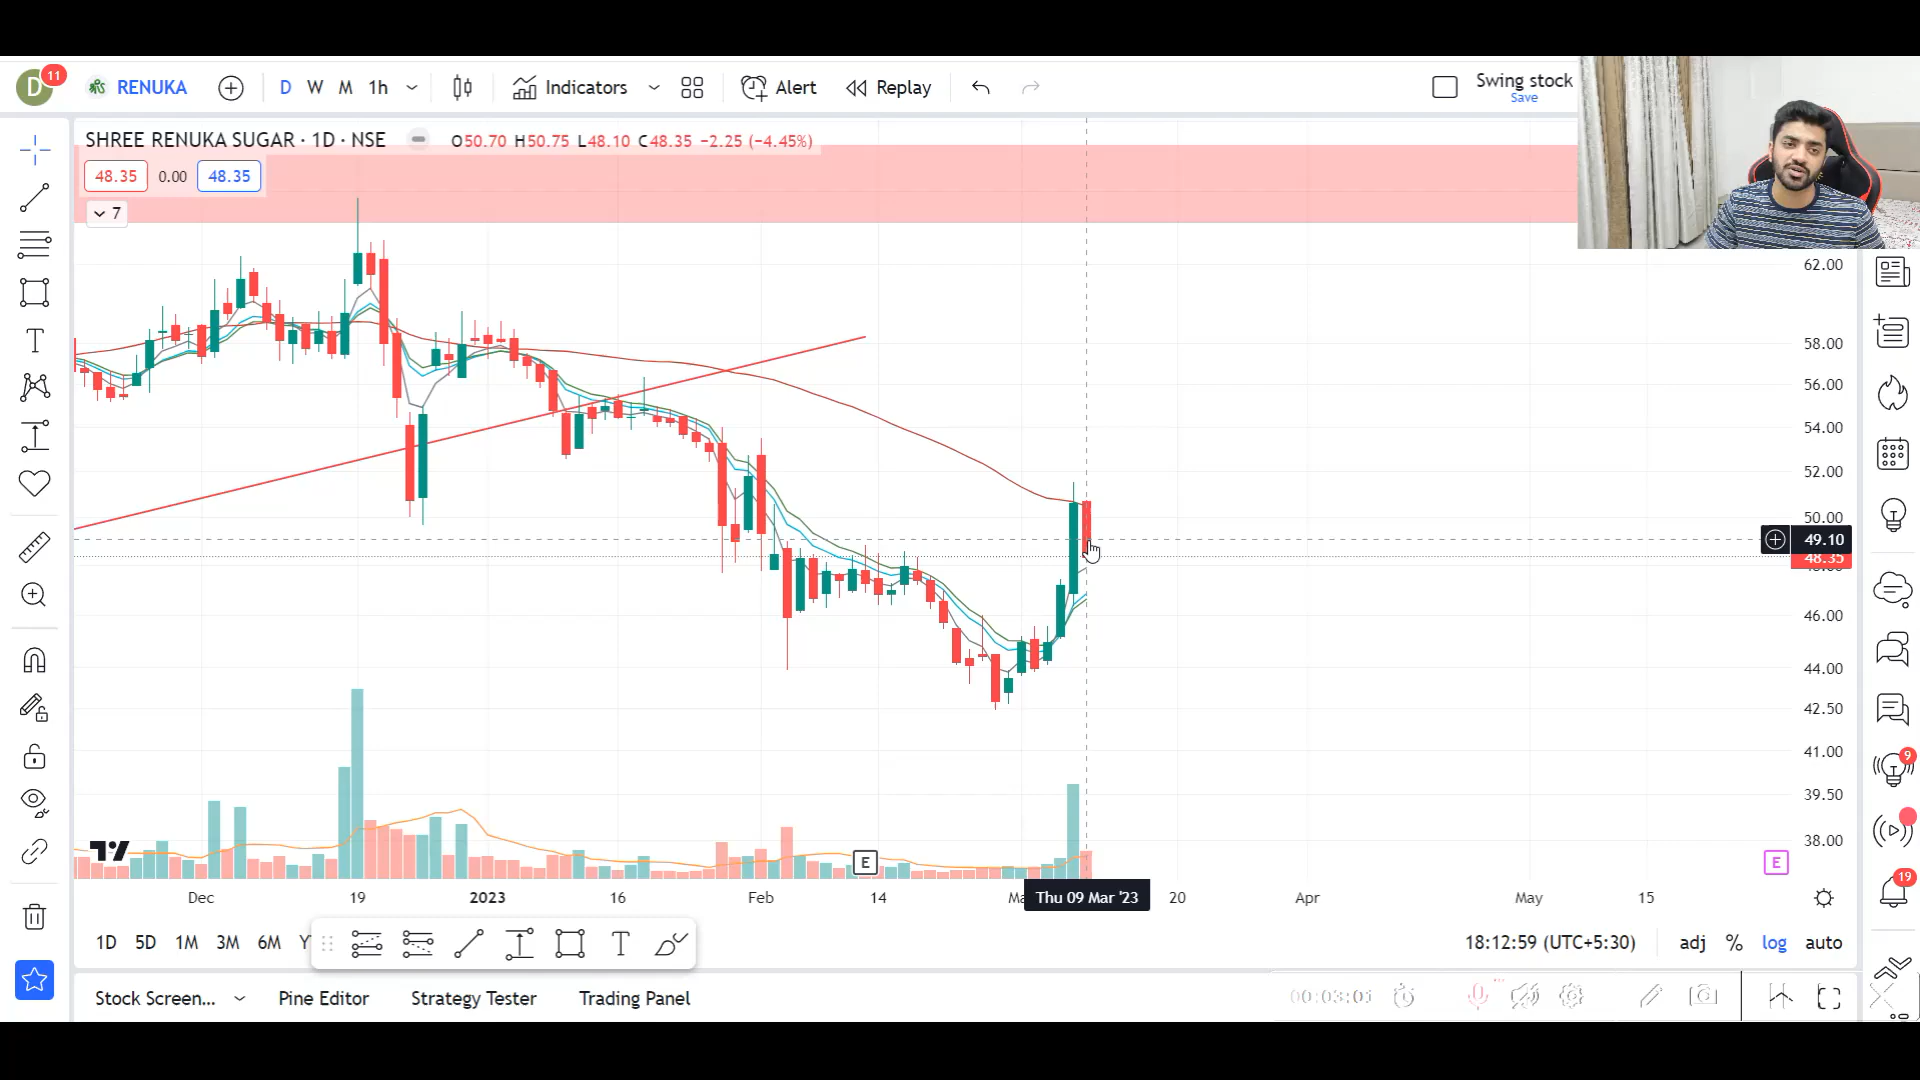 D 11 RENUKA D W M 1h Indicators Alert Replay Swing stock
Save
SHREE RENUKA SUGAR · 1D · NSE O50.70 H50.75 L48.10 C48.35 −2.25 (−4.45%)
48.35 0.00 48.35
7
62.00
58.00
56.00
54.00
52.00
50.00
49.10
48.35
46.00
44.00
42.50
41.00
39.50
38.00
9
19
E E
Dec 19 2023 16 Feb 14 Thu 09 Mar '23 20 Apr May 15
1D 5D 1M 3M 6M 18:12:59 (UTC+5:30) adj % log auto
Stock Screen... Pine Editor Strategy Tester Trading Panel 00:03:01